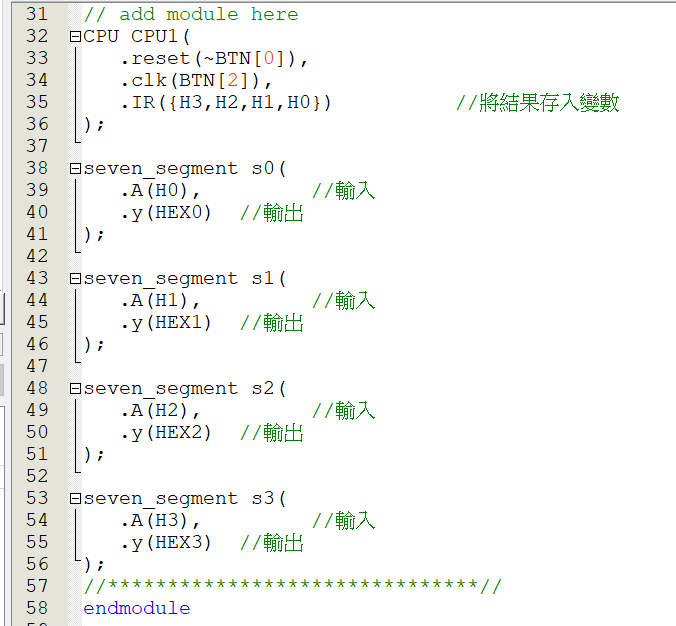 31 // add module here
32 CPU CPU1(
33 .reset(~BTN[0]),
34 .clk(BTN[2]),
35 .IR({H3,H2,H1,H0}) //將結果存入變數
36 );
37
38 seven_segment s0(
39 .A(H0), //輸入
40 .y(HEX0) //輸出
41 );
42
43 seven_segment s1(
44 .A(H1), //輸入
45 .y(HEX1) //輸出
46 );
47
48 seven_segment s2(
49 .A(H2), //輸入
50 .y(HEX2) //輸出
51 );
52
53 seven_segment s3(
54 .A(H3), //輸入
55 .y(HEX3) //輸出
56 );
57 //*******************************//
58 endmodule